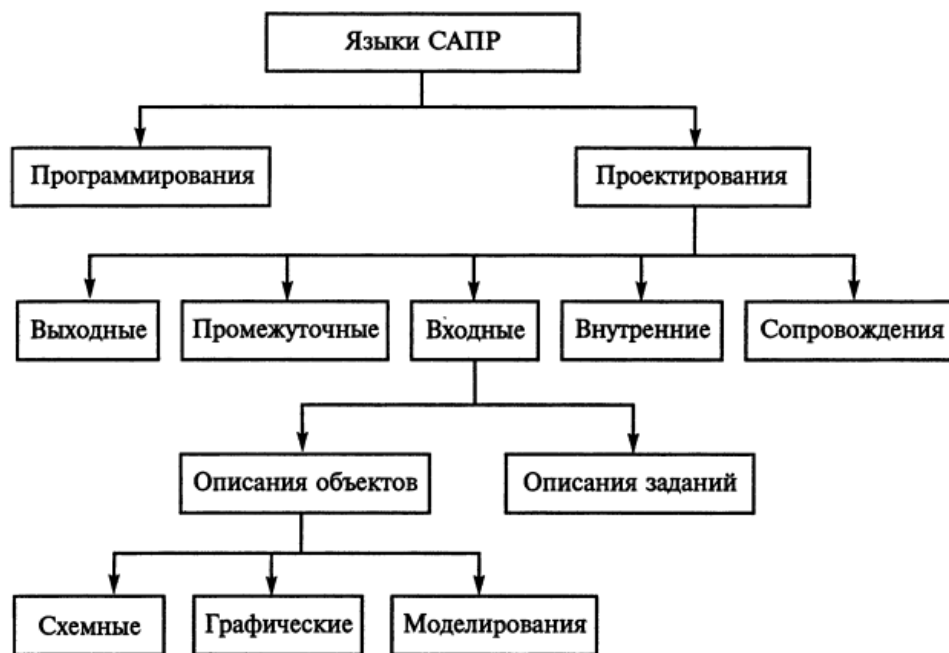 Языки САПР
Программирования
Проектирования
Выходные
Промежуточные
Входные
Внутренние
Сопровождения
Описания объектов
Описания заданий
Схемные
Графические
Моделирования